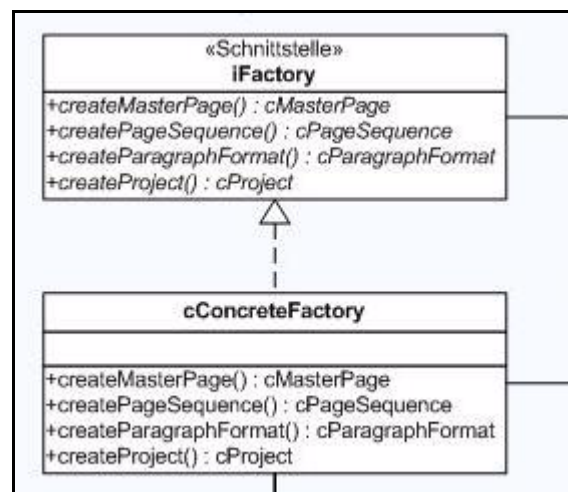 «Schnittstelle»
iFactory
+createMasterPage() : cMasterPage
+createPageSequence() : cPageSequence
+createParagraphFormat() : cParagraphFormat
+createProject() : cProject
cConcreteFactory
+createMasterPage() : cMasterPage
+createPageSequence() : cPageSequence
+createParagraphFormat() : cParagraphFormat
+createProject() : cProject